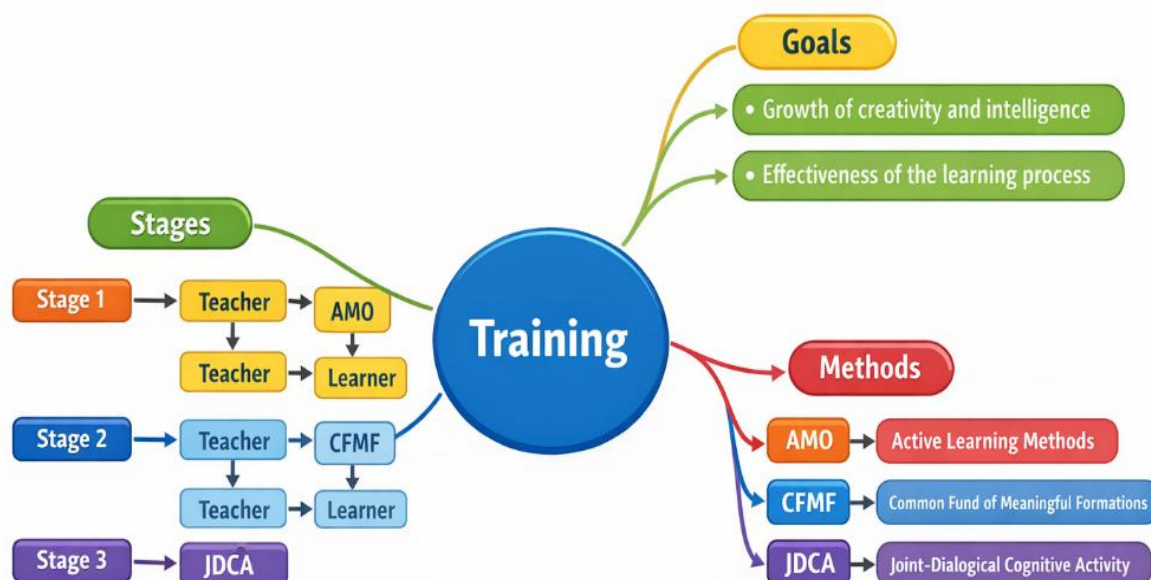 Goals
• Growth of creativity and intelligence
• Effectiveness of the learning process
Stages
Stage 1 Teacher AMO
Teacher Learner
Stage 2 Teacher CFMF
Teacher Learner
Stage 3 JDCA
Training
Methods
AMO Active Learning Methods
CFMF Common Fund of Meaningful Formations
JDCA Joint-Dialogical Cognitive Activity